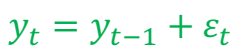 yₜ = yₜ₋₁ + εₜ